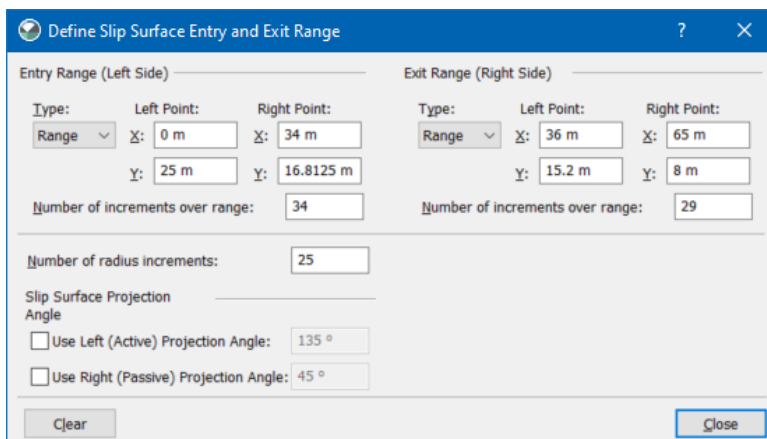 Define Slip Surface Entry and Exit Range ?
Entry Range (Left Side) Exit Range (Right Side)
Type: Left Point: Right Point: Type: Left Point: Right Point:
Range X: 0 m X: 34 m Range X: 36 m X: 65 m
Y: 25 m Y: 16.8125 m Y: 15.2 m Y: 8 m
Number of increments over range: 34 Number of increments over range: 29
Number of radius increments: 25
Slip Surface Projection
Angle
Use Left (Active) Projection Angle: 135 º
Use Right (Passive) Projection Angle: 45 º
Clear Close